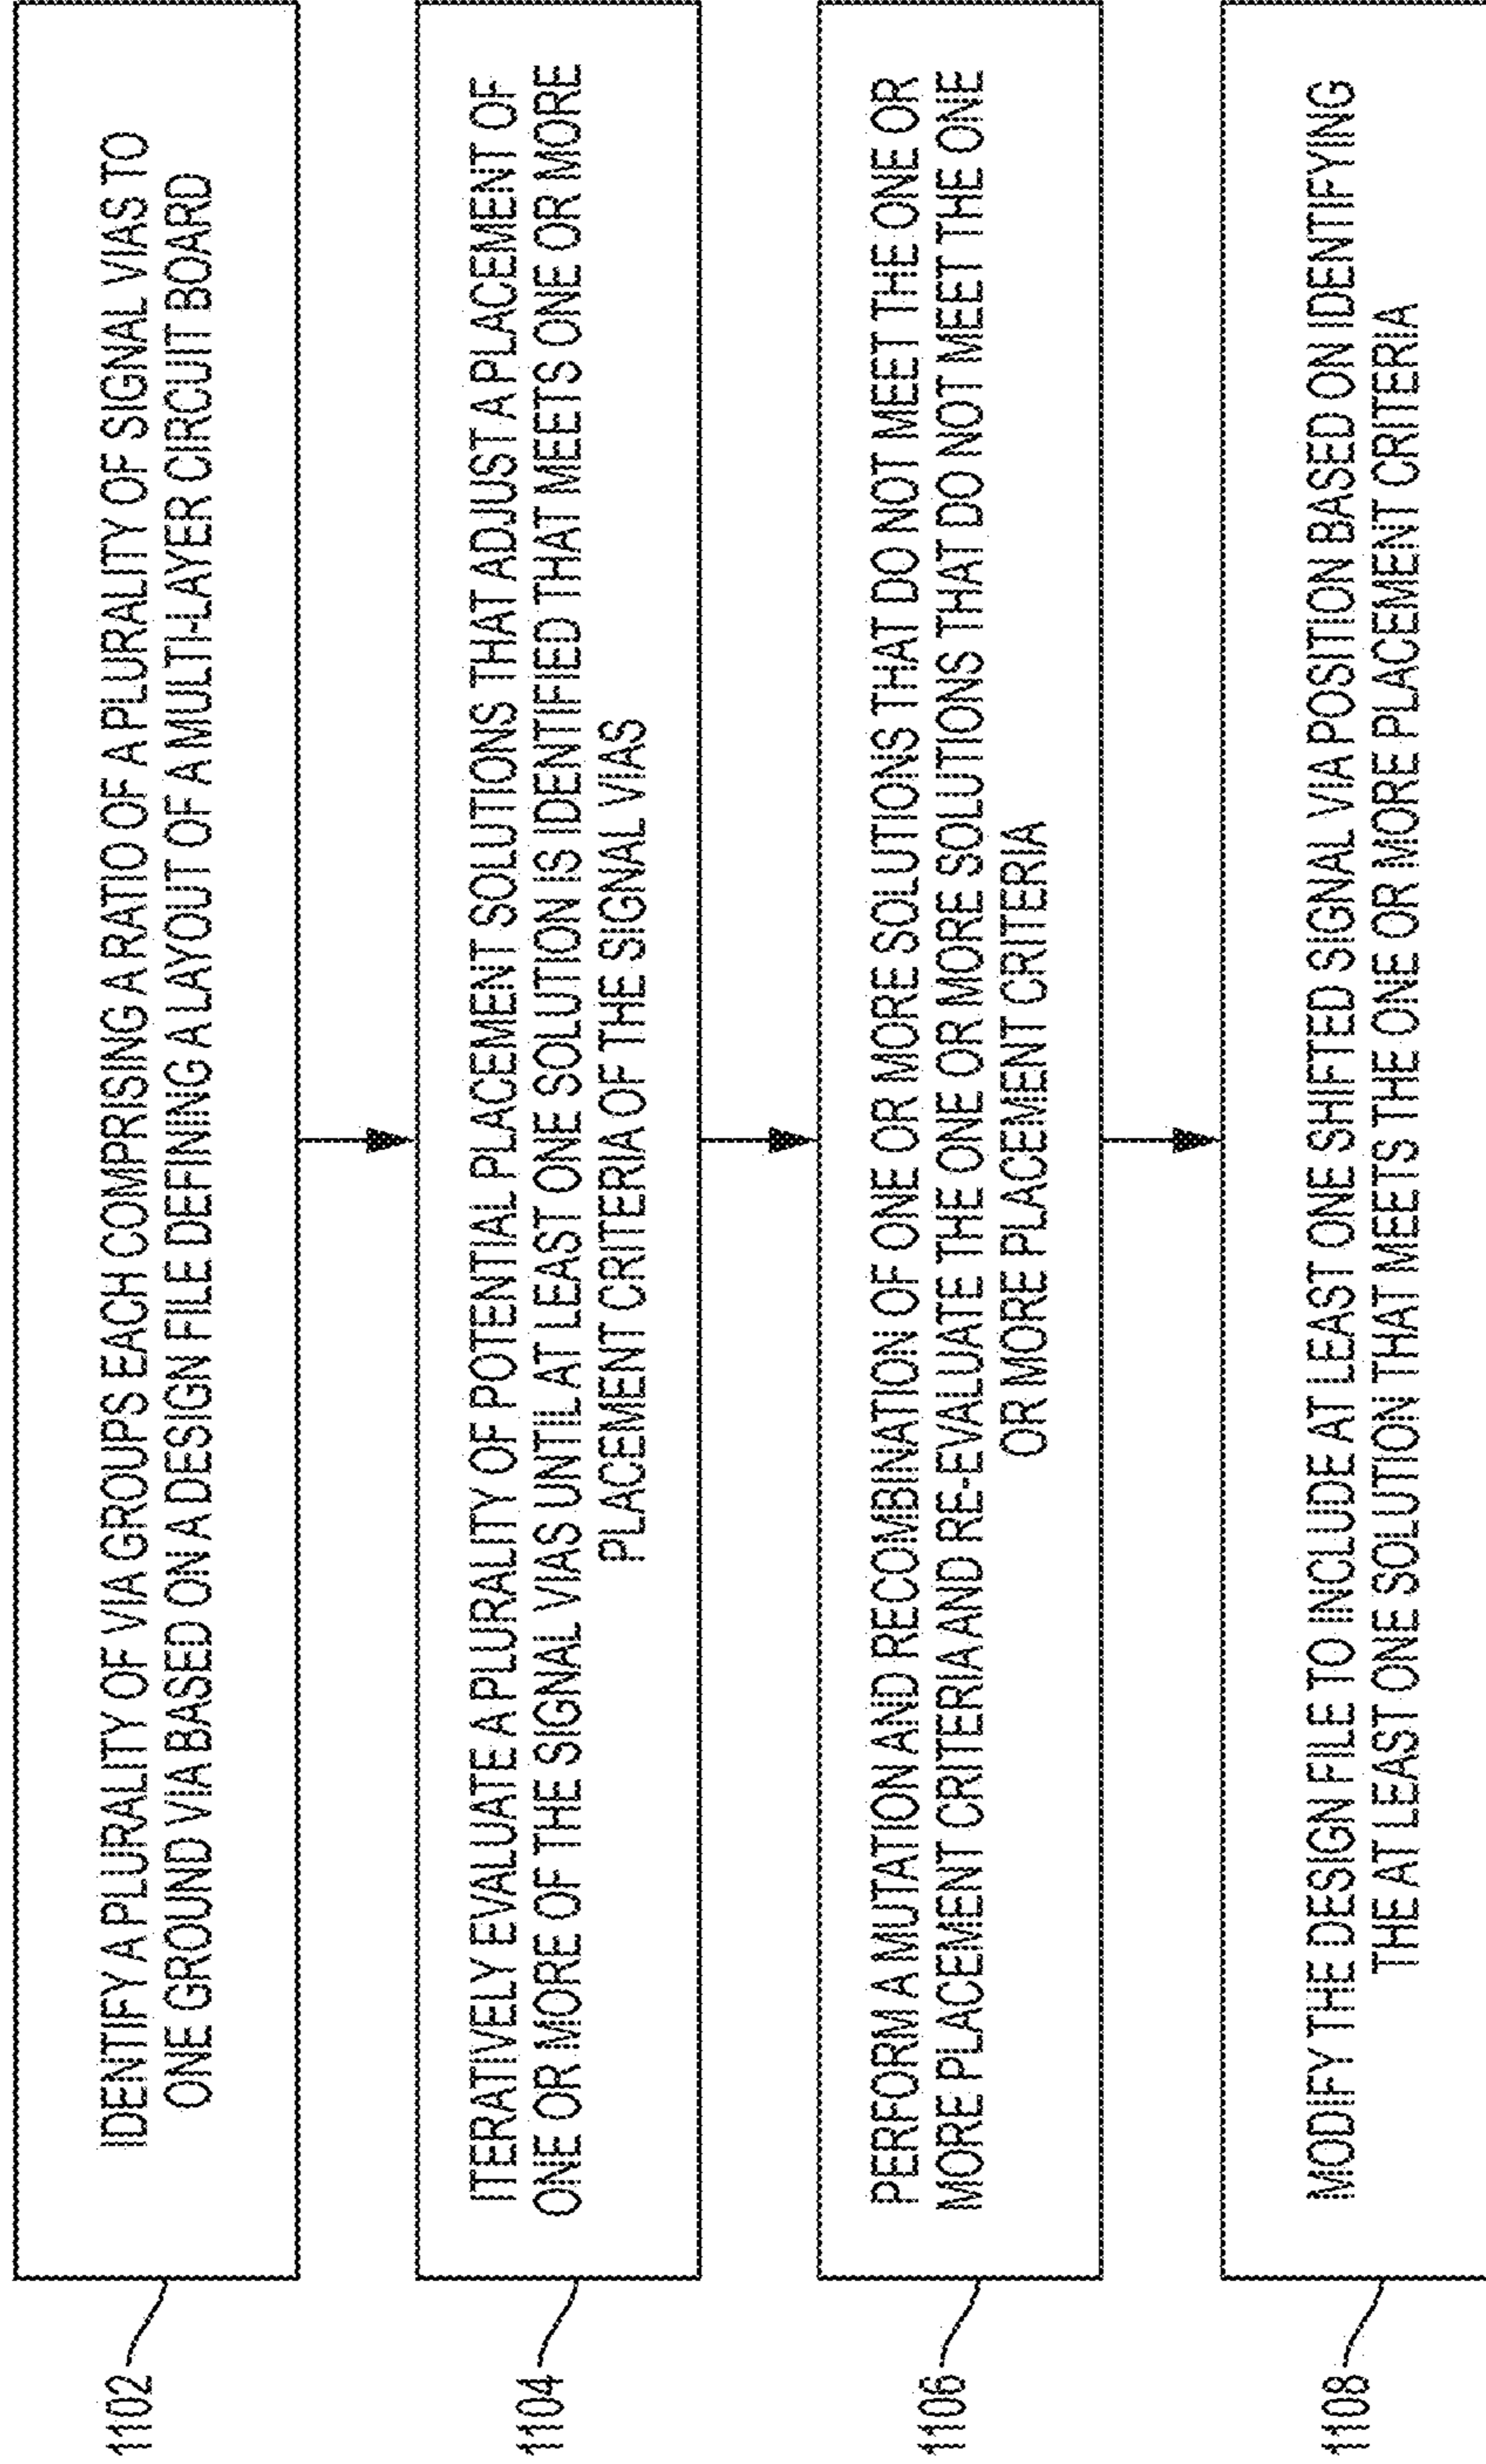 1102
IDENTIFY A PLURALITY OF VIA GROUPS EACH COMPRISING A RATIO OF A PLURALITY OF SIGNAL VIAS TO
ONE GROUND VIA BASED ON A DESIGN FILE DEFINING A LAYOUT OF A MULTI-LAYER CIRCUIT BOARD
1104
ITERATIVELY EVALUATE A PLURALITY OF POTENTIAL PLACEMENT SOLUTIONS THAT ADJUST A PLACEMENT OF
ONE OR MORE OF THE SIGNAL VIAS UNTIL AT LEAST ONE SOLUTION IS IDENTIFIED THAT MEETS ONE OR MORE
PLACEMENT CRITERIA OF THE SIGNAL VIAS
1106
PERFORM A MUTATION AND RECOMBINATION OF ONE OR MORE SOLUTIONS THAT DO NOT MEET THE ONE OR
MORE PLACEMENT CRITERIA AND RE-EVALUATE THE ONE OR MORE SOLUTIONS THAT DO NOT MEET THE ONE
OR MORE PLACEMENT CRITERIA
1108
MODIFY THE DESIGN FILE TO INCLUDE AT LEAST ONE SHIFTED SIGNAL VIA POSITION BASED ON IDENTIFYING
THE AT LEAST ONE SOLUTION THAT MEETS THE ONE OR MORE PLACEMENT CRITERIA